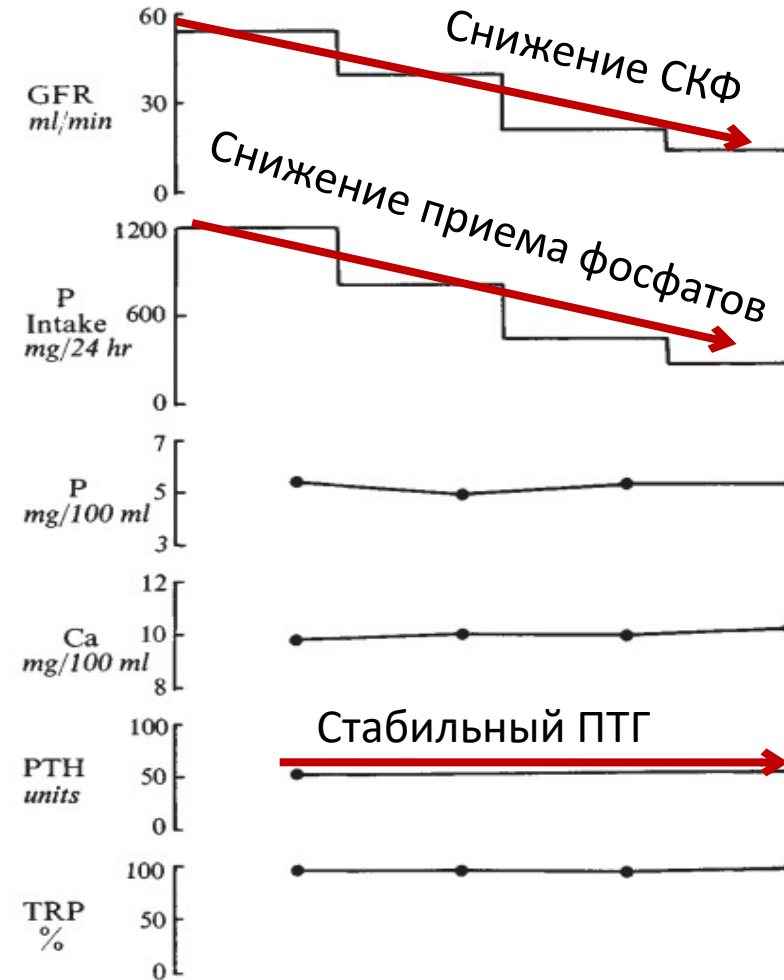 60
Снижение СКФ
GFR
ml/min
30
0
Снижение приема фосфатов
1200
P
Intake
mg/24 hr
600
0
7
P
mg/100 ml
5
3
12
Ca
mg/100 ml
10
8
100
Стабильный ПТГ
PTH
units
50
0
100
TRP
%
50
0